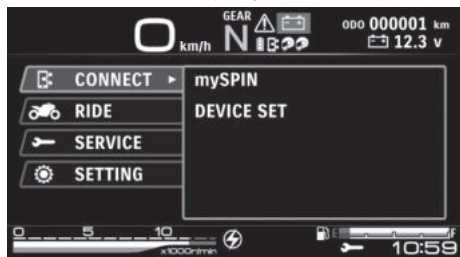 GEAR
ODO 000001 km
0 km/h N
12.3 v
CONNECT
mySPIN
RIDE
DEVICE SET
SERVICE
SETTING
0 5 10
x1000r/min
E F
10:59